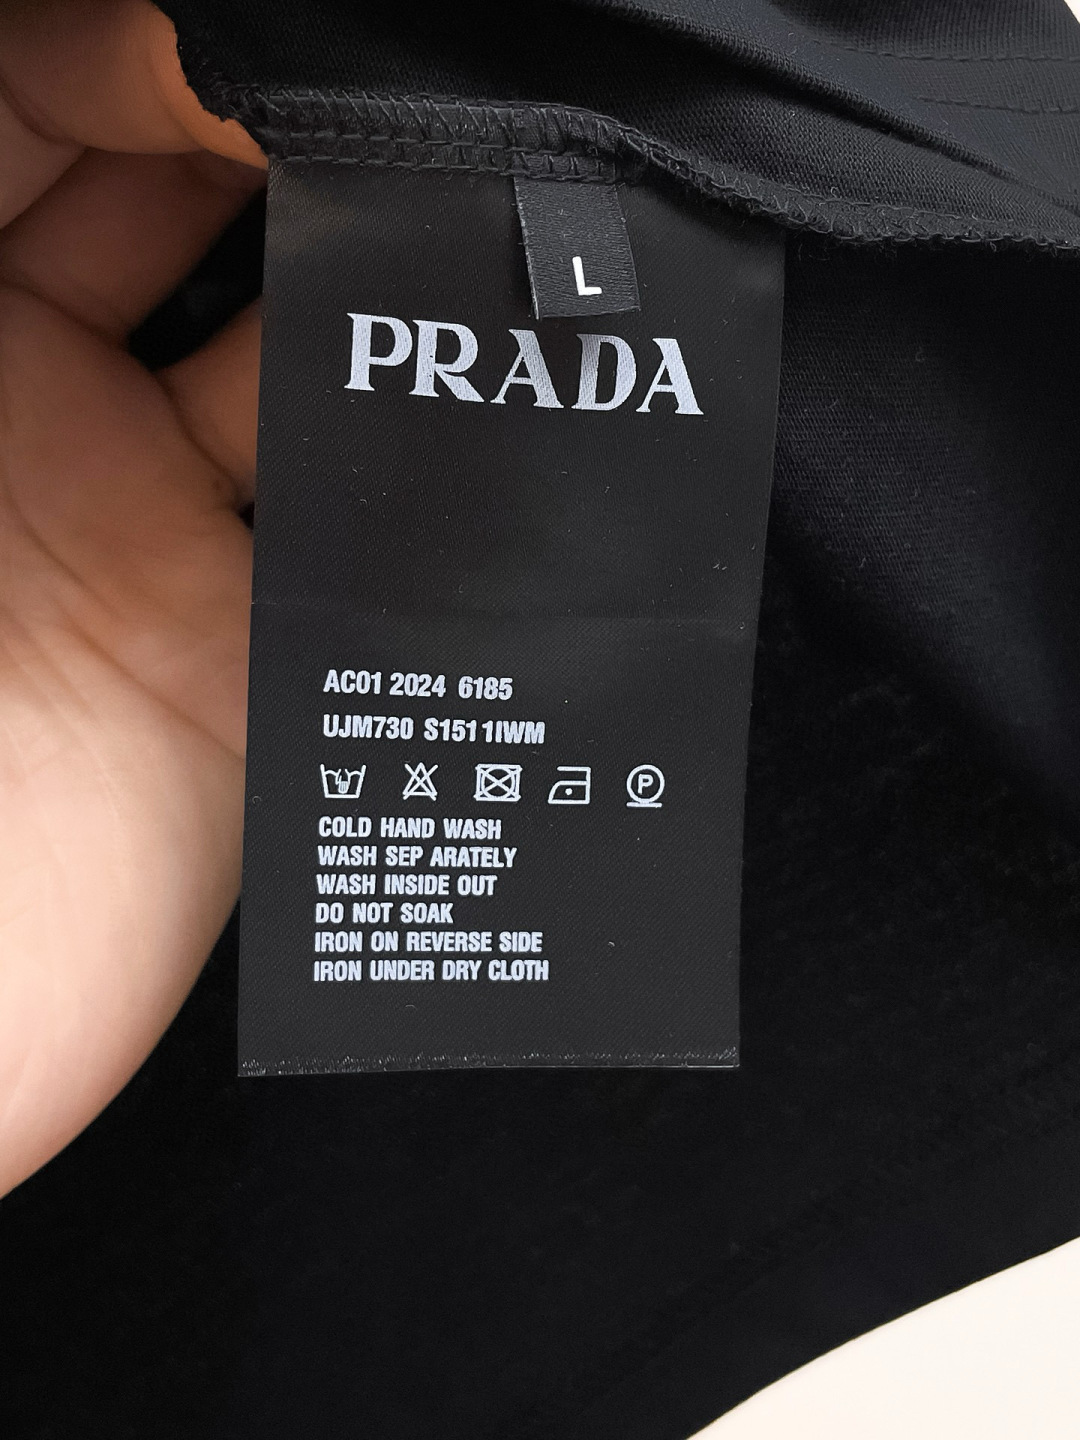 L
PRADA
AC01 2024 6185
UJM730 S151 1IWM
P
COLD HAND WASH
WASH SEP ARATELY
WASH INSIDE OUT
DO NOT SOAK
IRON ON REVERSE SIDE
IRON UNDER DRY CLOTH